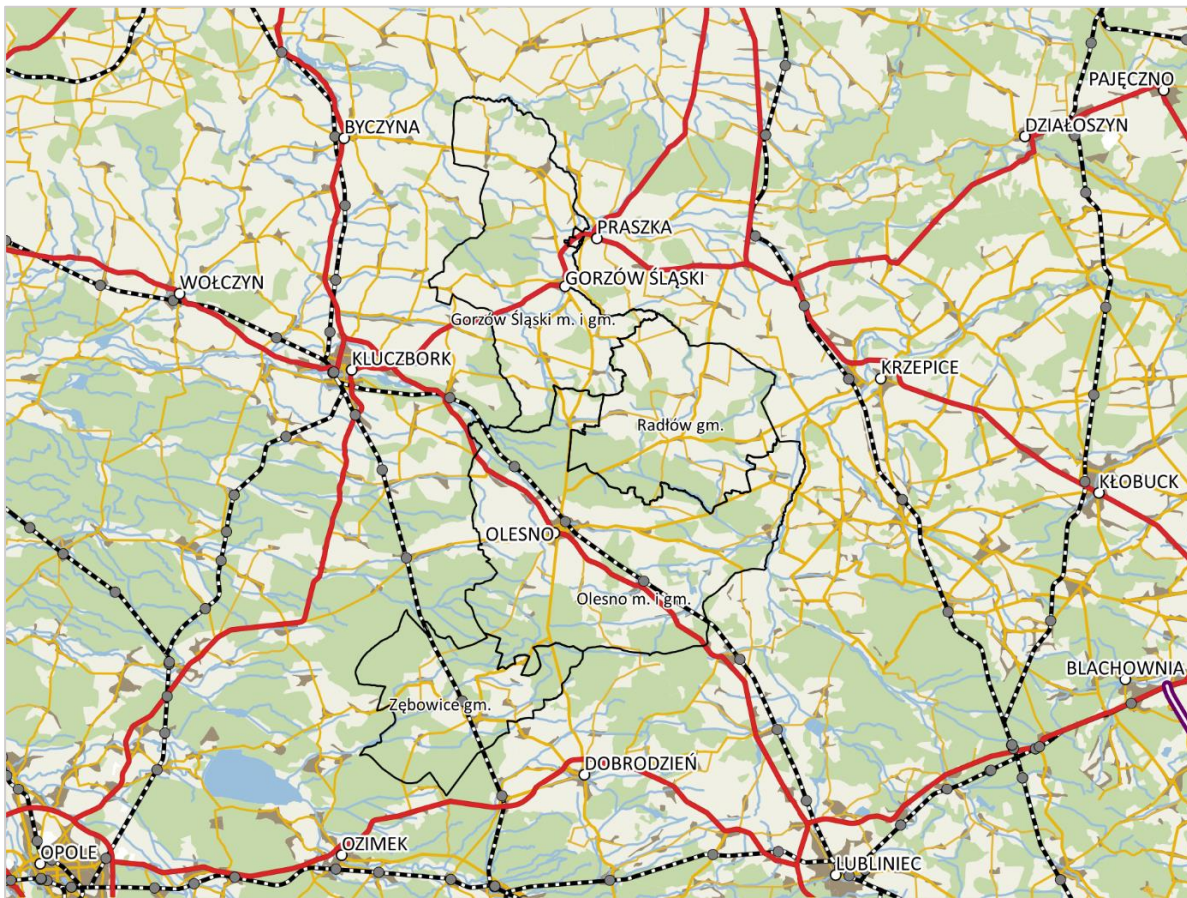 PAJĘCZNO
BYCZYNA
DZIAŁOSZYN
PRASZKA
WOŁCZYN
GORZÓW ŚLĄSKI
Gorzów Śląski m. i gm.
KLUCZBORK
KRZEPICE
Radłów gm.
KŁOBUCK
OLESNO
Olesno m. i gm.
BLACHOWNIA
Zębowice gm.
DOBRODZIEŃ
OZIMEK
OPOLE
LUBLINIEC